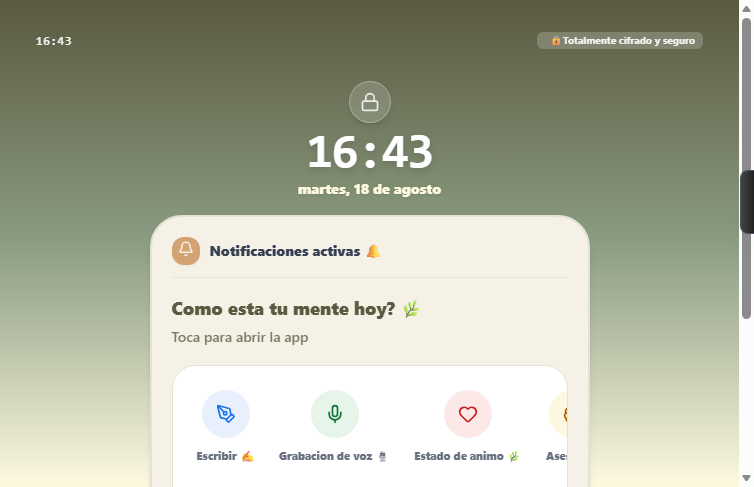 16:43
🔒Totalmente cifrado y seguro
16:43
martes, 18 de agosto
Notificaciones activas 🔔
Como esta tu mente hoy? 🌿
Toca para abrir la app
Escribir ✍️ Grabacion de voz 🎙️ Estado de animo 🌿